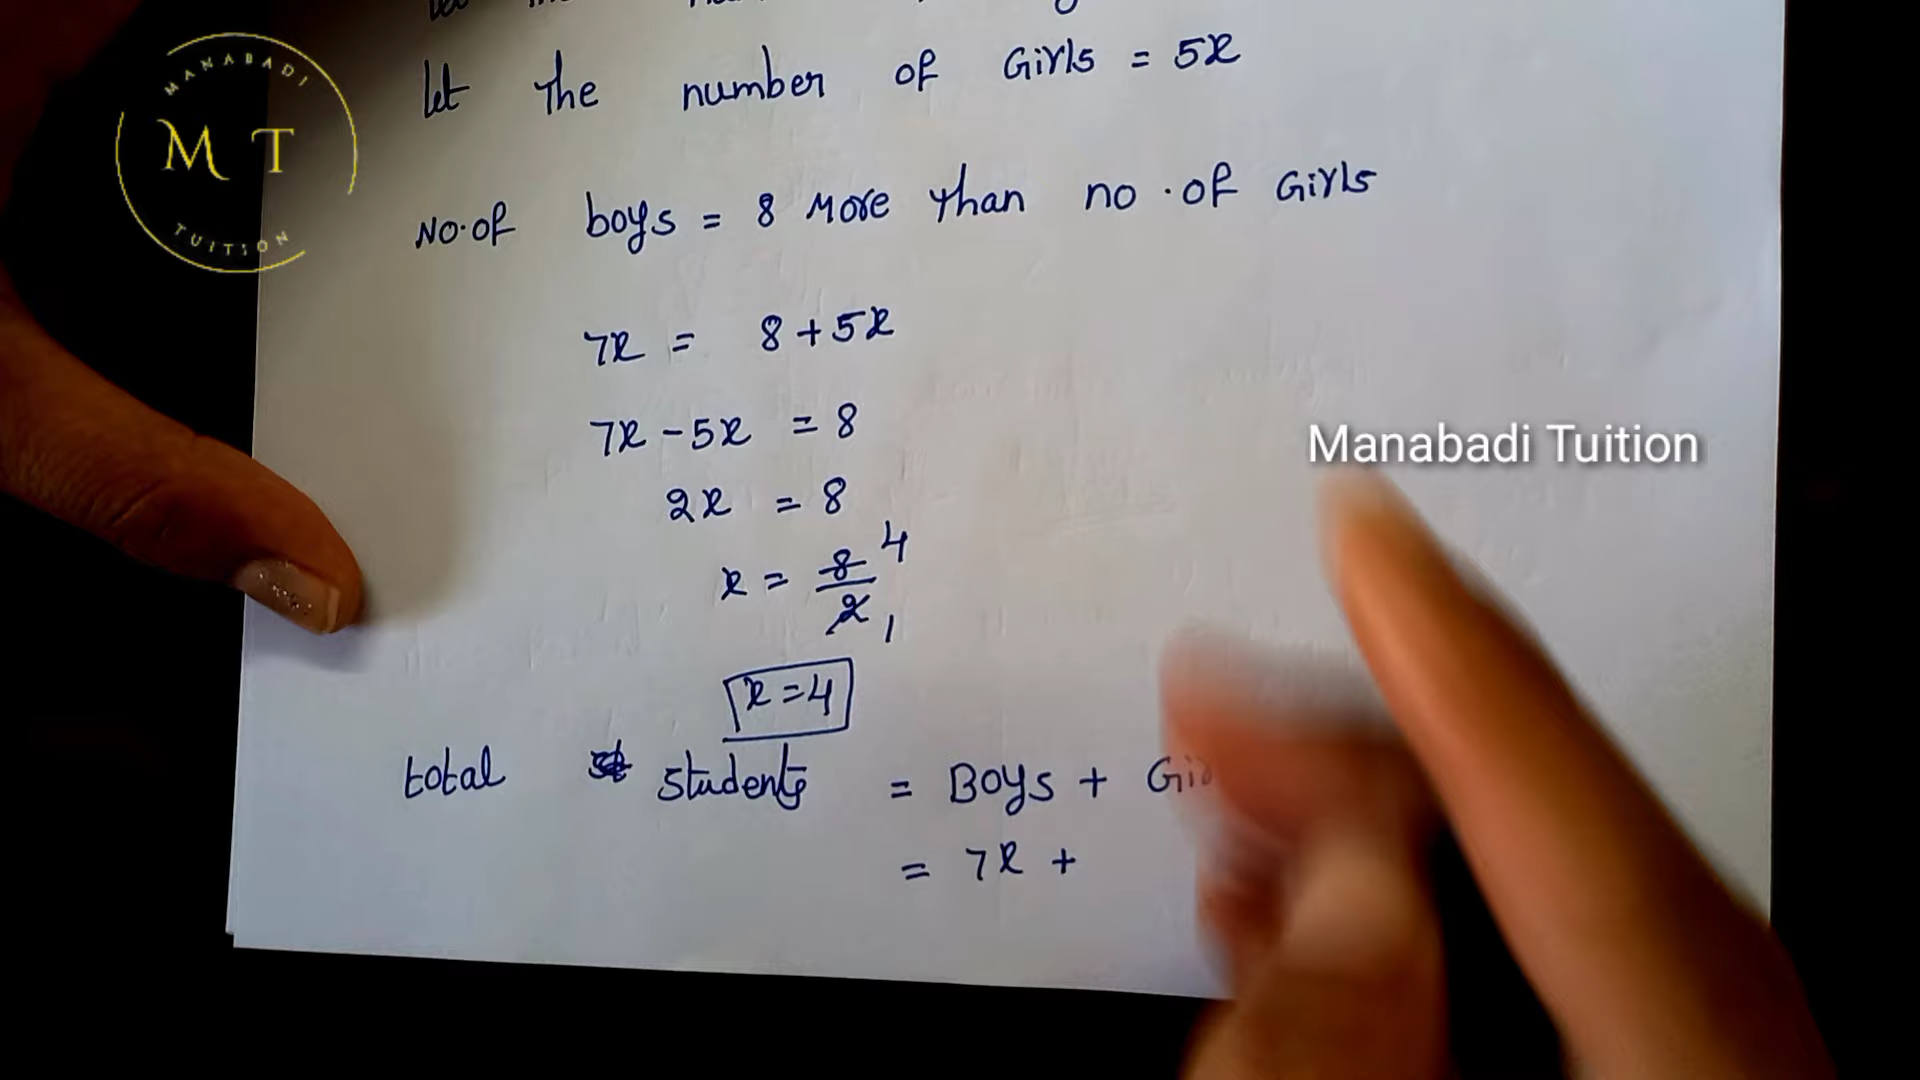 MANABADI
M T
TUITION
let the number of Girls = 5x
No.of boys = 8 More than no.of Girls
7x = 8+5x
7x-5x = 8
2x = 8
x = 8/2 4 1
x=4
Manabadi Tuition
total students = Boys +
= 7x +